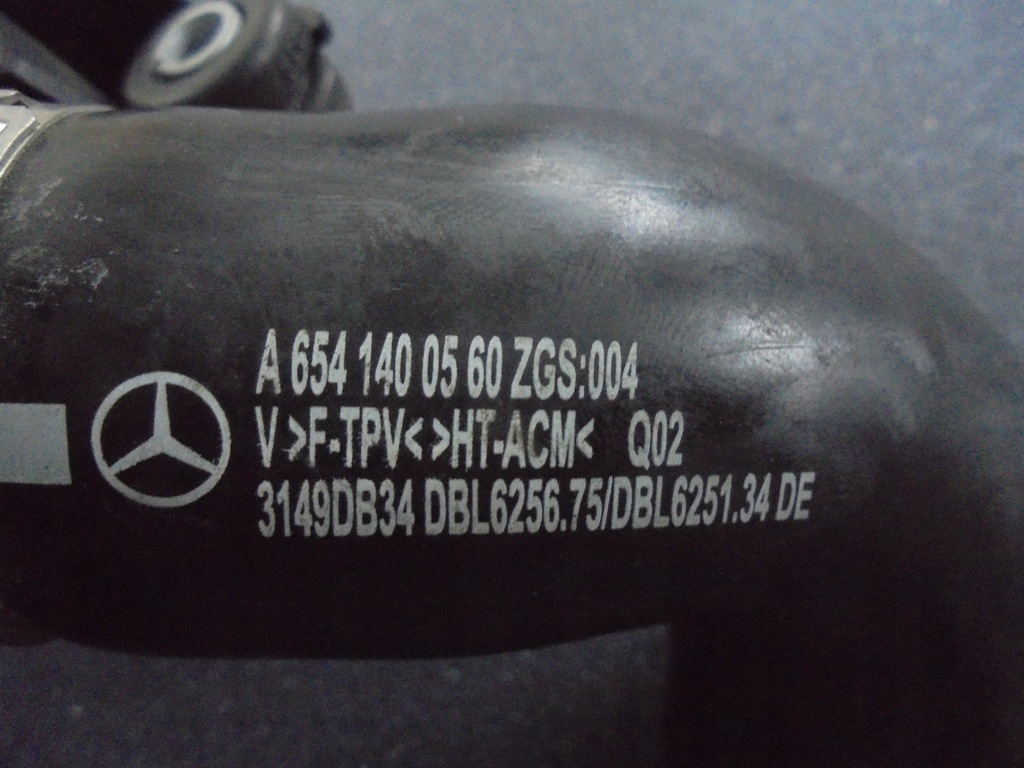 A 654 140 05 60 ZGS:004
V >F-TPV< >HT-ACM< Q02
3149DB34 DBL6256.75/DBL6251.34 DE